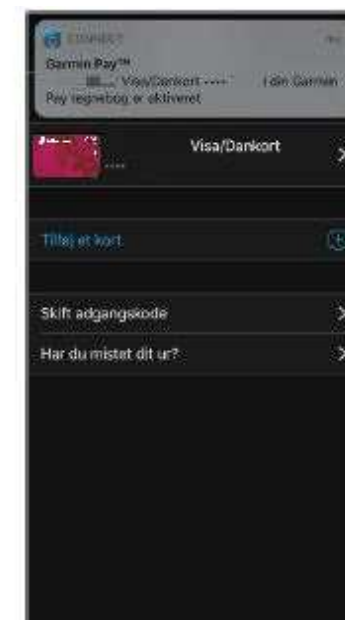 CONNECT
Garmin Pay™
Visa/Dankort ---- I din Garmin
Pay tegnebog er aktiveret
Visa/Dankort
----
Tilføj et kort
Skift adgangskode
Har du mistet dit ur?